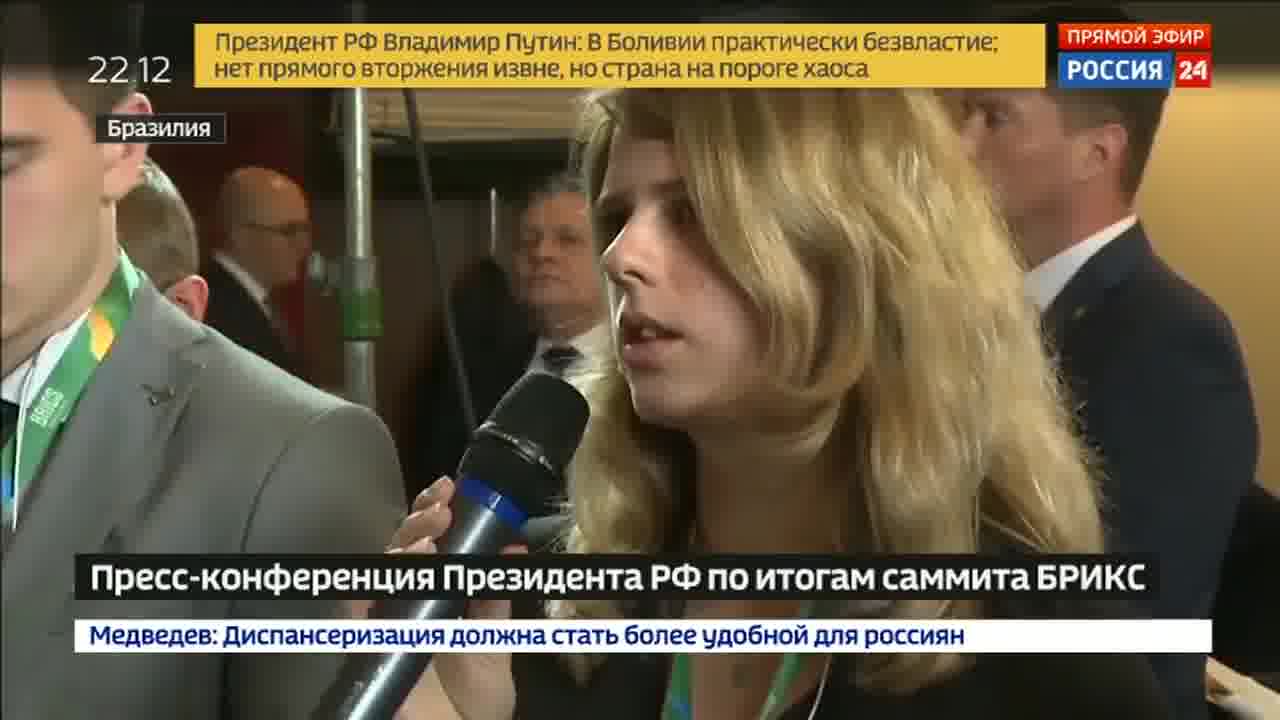 22:12
Президент РФ Владимир Путин: В Боливии практически безвластие;
нет прямого вторжения извне, но страна на пороге хаоса
ПРЯМОЙ ЭФИР
РОССИЯ 24
Бразилия
BRICS
Пресс-конференция Президента РФ по итогам саммита БРИКС
Медведев: Диспансеризация должна стать более удобной для россиян